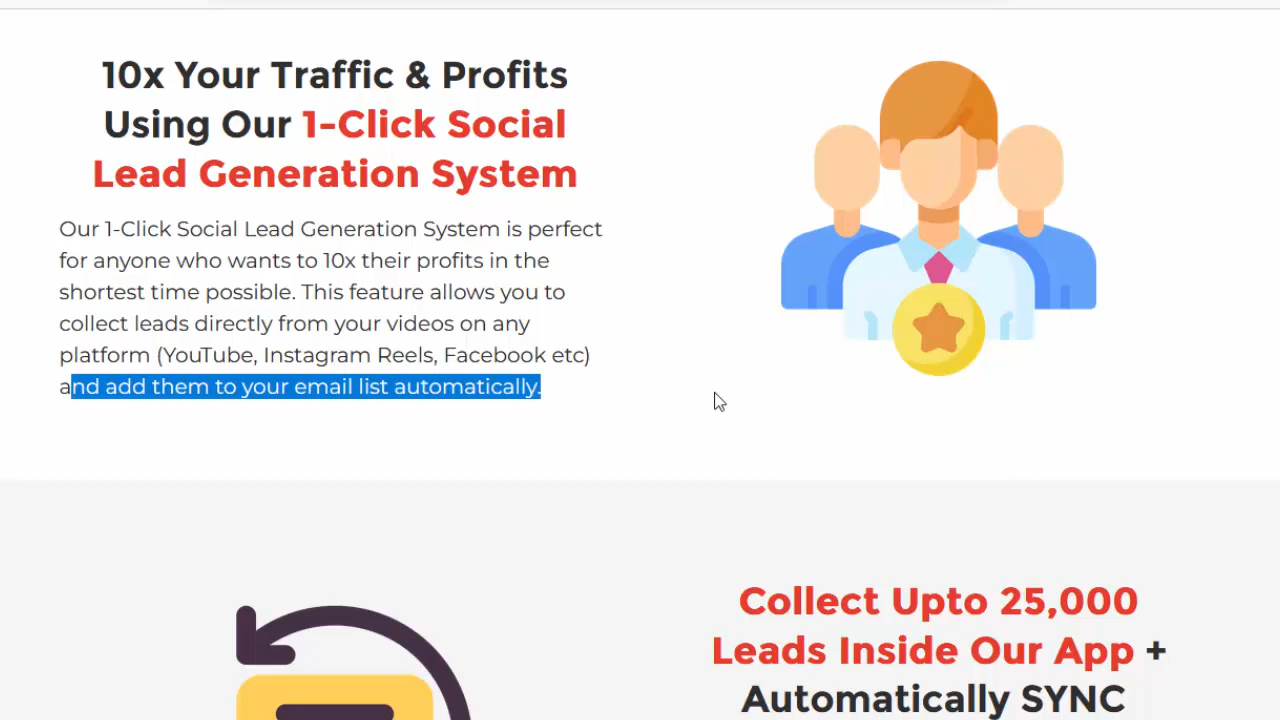 10x Your Traffic & Profits
Using Our 1-Click Social
Lead Generation System
Our 1-Click Social Lead Generation System is perfect
for anyone who wants to 10x their profits in the
shortest time possible. This feature allows you to
collect leads directly from your videos on any
platform (YouTube, Instagram Reels, Facebook etc)
and add them to your email list automatically.
Collect Upto 25,000
Leads Inside Our App +
Automatically SYNC